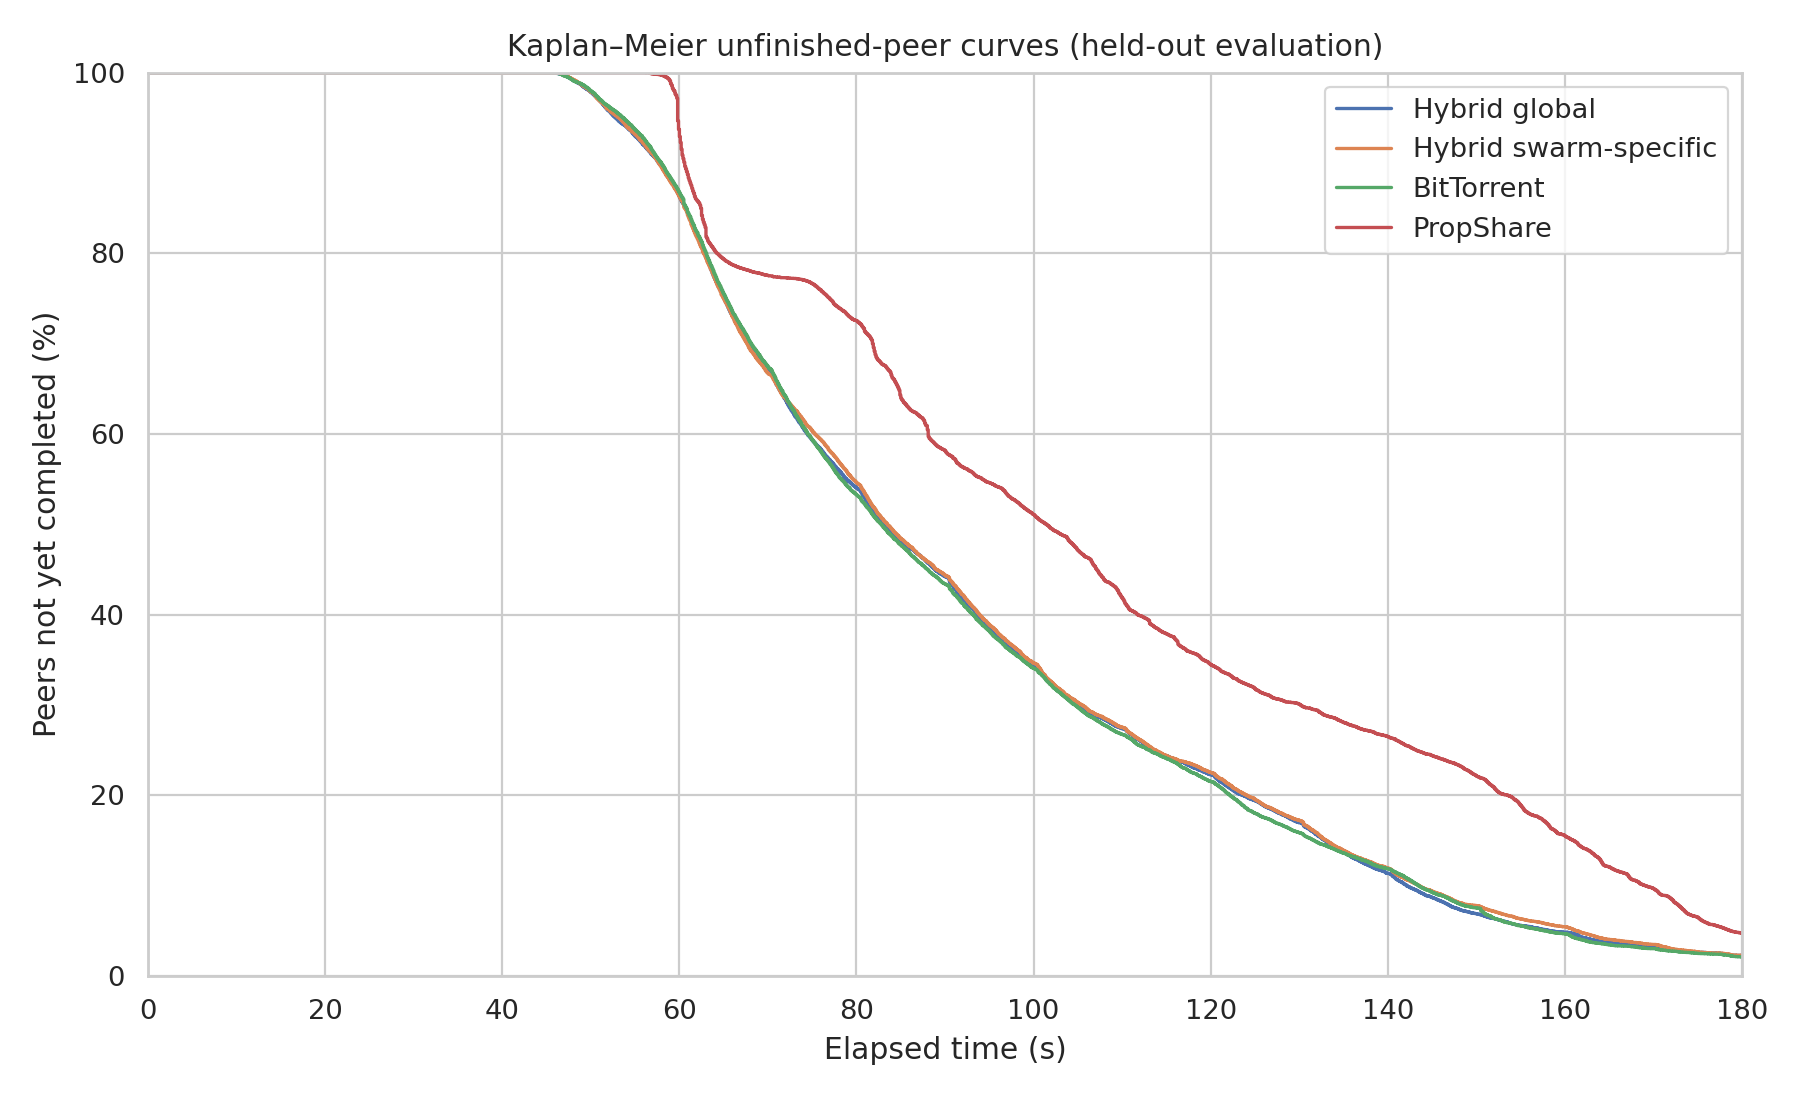 Kaplan–Meier unfinished-peer curves (held-out evaluation)
Hybrid global
Hybrid swarm-specific
BitTorrent
PropShare
Peers not yet completed (%)
100
80
60
40
20
0
0 20 40 60 80 100 120 140 160 180
Elapsed time (s)